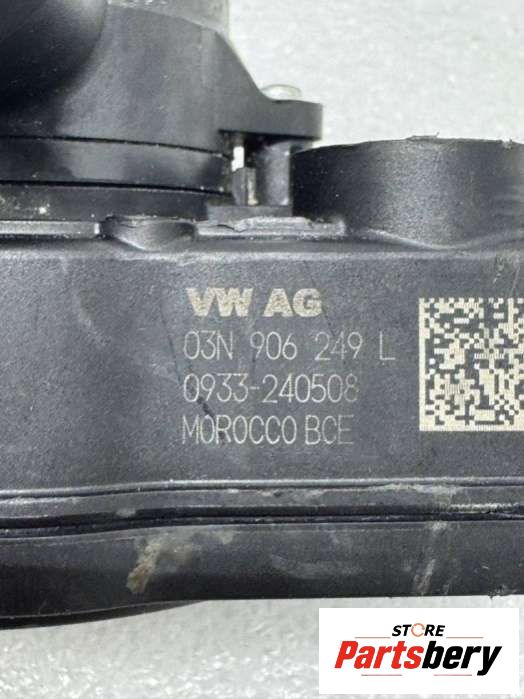 VW AG
03N 906 249 L
0933-240508
MOROCCO BCE
STORE
Partsbery